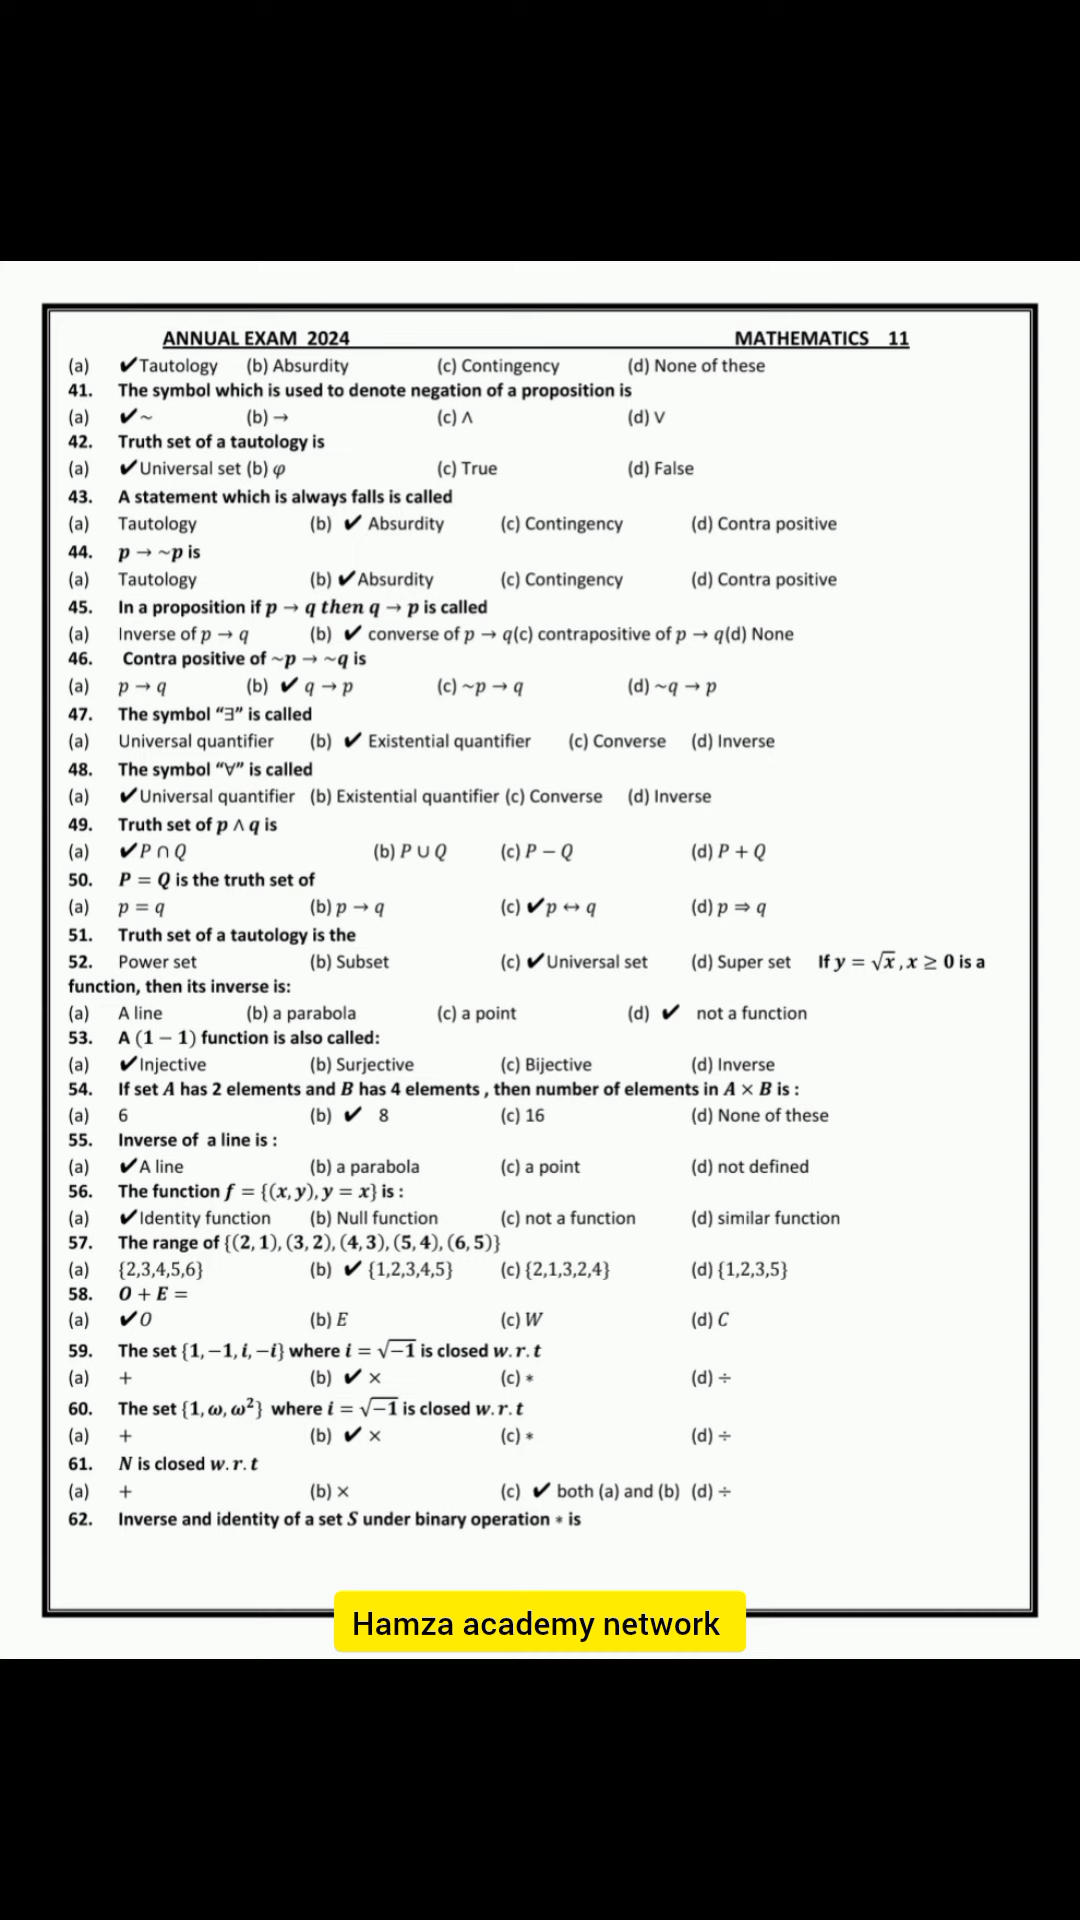 ANNUAL EXAM 2024 MATHEMATICS 11
(a) ✔Tautology (b) Absurdity (c) Contingency (d) None of these
41. The symbol which is used to denote negation of a proposition is
(a) ✔~ (b) → (c) ∧ (d) ∨
42. Truth set of a tautology is
(a) ✔Universal set (b) φ (c) True (d) False
43. A statement which is always falls is called
(a) Tautology (b) ✔ Absurdity (c) Contingency (d) Contra positive
44. p → ~p is
(a) Tautology (b) ✔Absurdity (c) Contingency (d) Contra positive
45. In a proposition if p → q then q → p is called
(a) Inverse of p → q (b) ✔ converse of p → q(c) contrapositive of p → q(d) None
46. Contra positive of ~p → ~q is
(a) p → q (b) ✔ q → p (c) ~p → q (d) ~q → p
47. The symbol “∃” is called
(a) Universal quantifier (b) ✔ Existential quantifier (c) Converse (d) Inverse
48. The symbol “∀” is called
(a) ✔Universal quantifier (b) Existential quantifier (c) Converse (d) Inverse
49. Truth set of p ∧ q is
(a) ✔P ∩ Q (b) P ∪ Q (c) P − Q (d) P + Q
50. P = Q is the truth set of
(a) p = q (b) p → q (c) ✔p ↔ q (d) p ⇒ q
51. Truth set of a tautology is the
52. Power set (b) Subset (c) ✔Universal set (d) Super set If y = √x , x ≥ 0 is a
function, then its inverse is:
(a) A line (b) a parabola (c) a point (d) ✔ not a function
53. A (1 − 1) function is also called:
(a) ✔Injective (b) Surjective (c) Bijective (d) Inverse
54. If set A has 2 elements and B has 4 elements , then number of elements in A × B is :
(a) 6 (b) ✔ 8 (c) 16 (d) None of these
55. Inverse of a line is :
(a) ✔A line (b) a parabola (c) a point (d) not defined
56. The function f = {(x, y), y = x} is :
(a) ✔Identity function (b) Null function (c) not a function (d) similar function
57. The range of {(2, 1), (3, 2), (4, 3), (5, 4), (6, 5)}
(a) {2,3,4,5,6} (b) ✔ {1,2,3,4,5} (c) {2,1,3,2,4} (d) {1,2,3,5}
58. O + E =
(a) ✔O (b) E (c) W (d) C
59. The set {1, −1, i, −i} where i = √−1 is closed w. r. t
(a) + (b) ✔ × (c) * (d) ÷
60. The set {1, ω, ω²} where i = √−1 is closed w. r. t
(a) + (b) ✔ × (c) * (d) ÷
61. N is closed w. r. t
(a) + (b) × (c) ✔ both (a) and (b) (d) ÷
62. Inverse and identity of a set S under binary operation * is
Hamza academy network